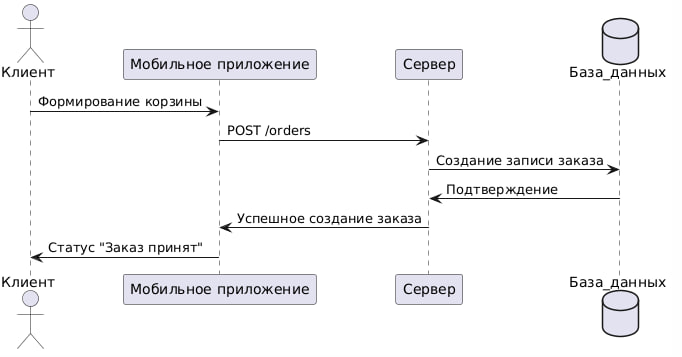 Клиент
Мобильное приложение
Сервер
База_данных
Формирование корзины
POST /orders
Создание записи заказа
Подтверждение
Успешное создание заказа
Статус "Заказ принят"
Клиент
Мобильное приложение
Сервер
База_данных